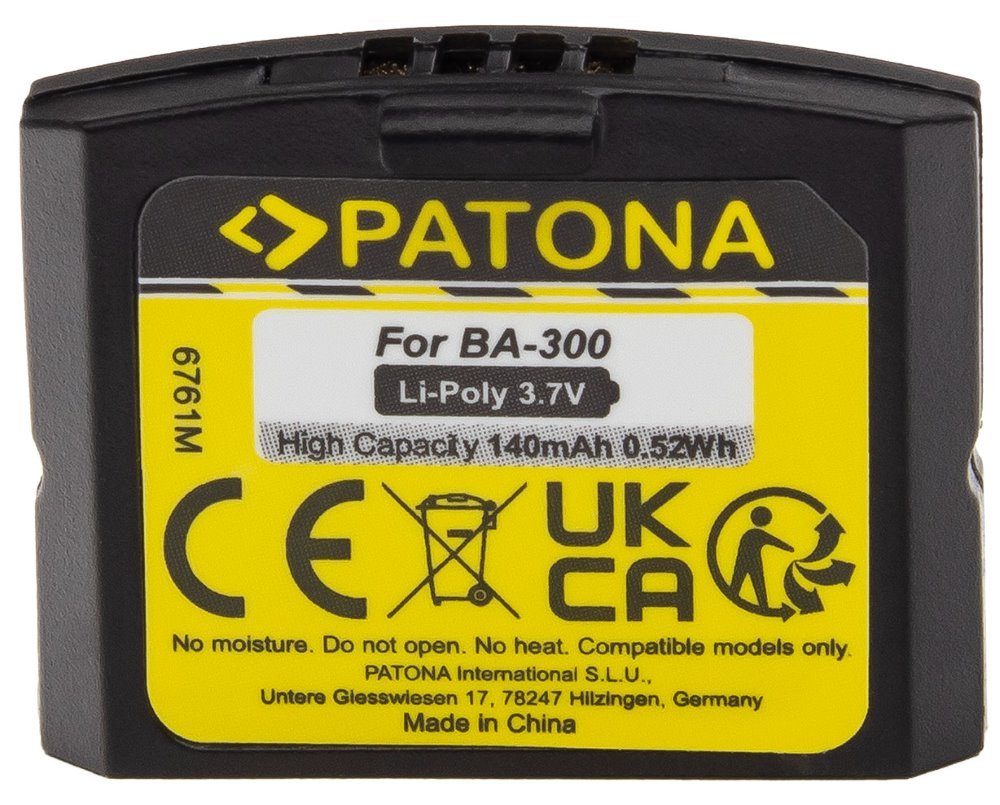 PATONA
For BA-300
Li-Poly 3.7V
High Capacity 140mAh 0.52Wh
6761M
CE
UK
CA
No moisture. Do not open. No heat. Compatible models only.
PATONA International S.L.U.,
Untere Giesswiesen 17, 78247 Hilzingen, Germany
Made in China